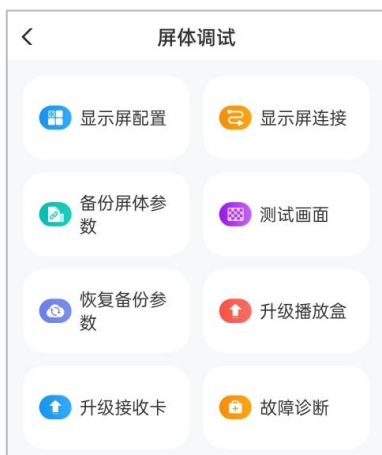 屏体调试
显示屏配置
显示屏连接
备份屏体参
数
测试画面
恢复备份参
数
升级播放盒
升级接收卡
故障诊断